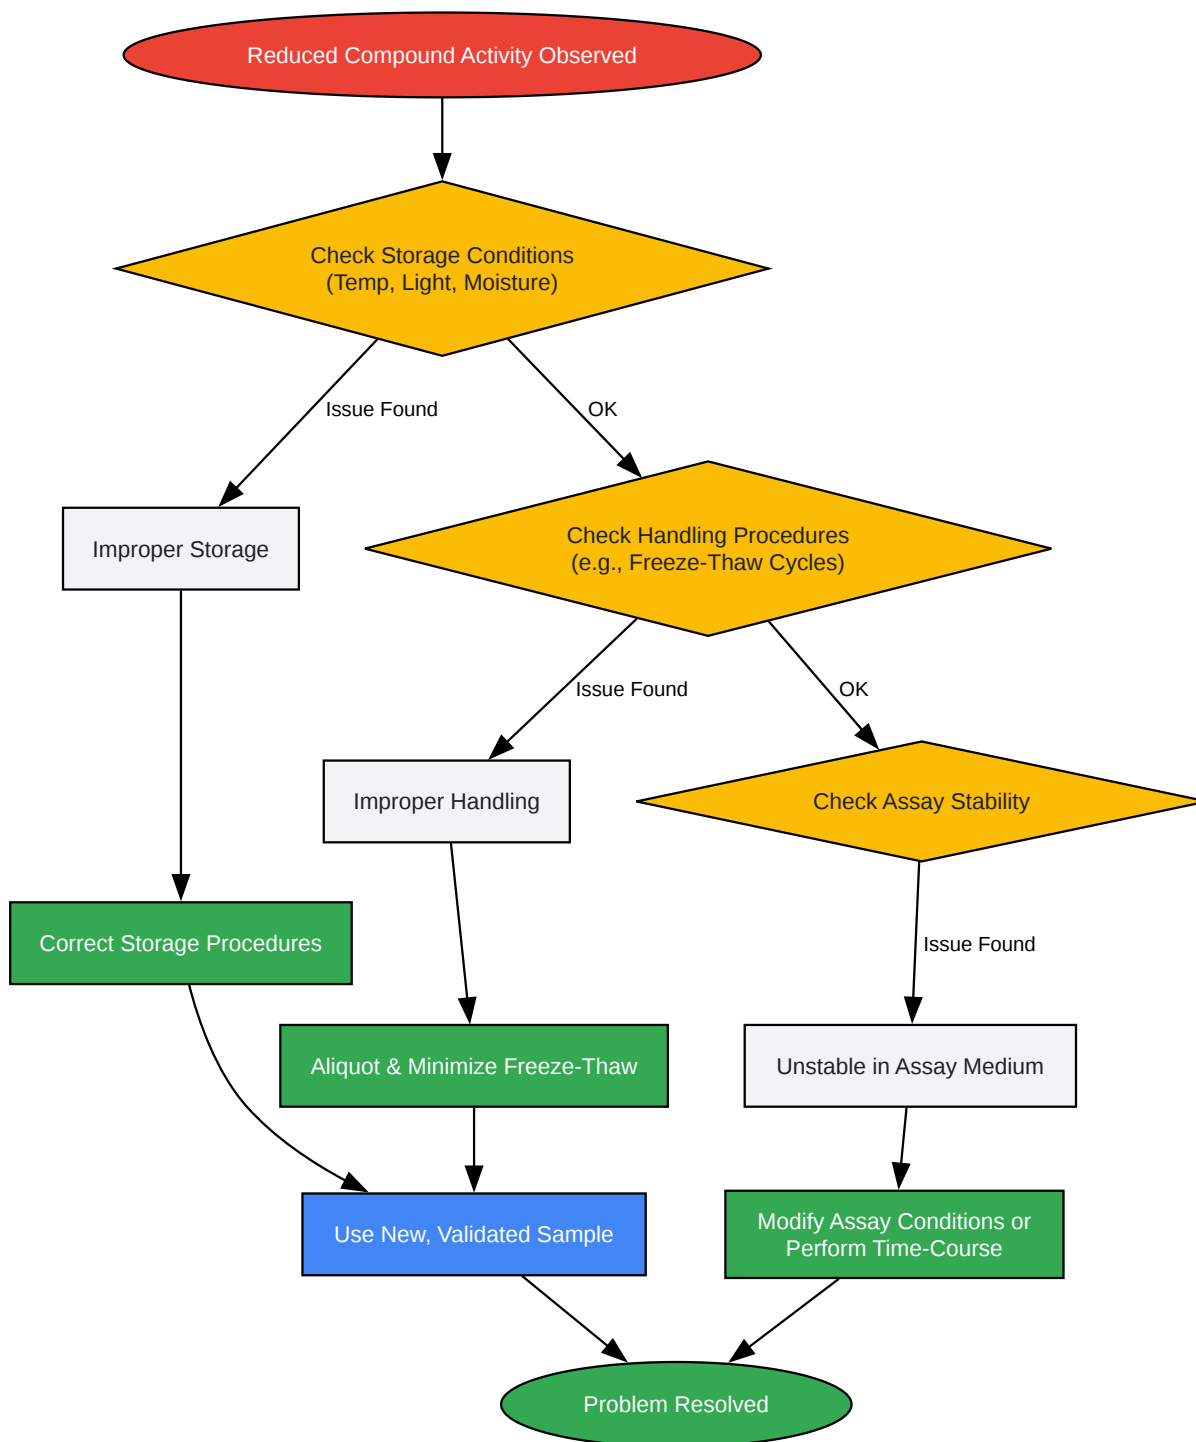 Reduced Compound Activity Observed
Check Storage Conditions
(Temp, Light, Moisture)
Issue Found
OK
Improper Storage
Check Handling Procedures
(e.g., Freeze-Thaw Cycles)
Issue Found
OK
Improper Handling
Check Assay Stability
Correct Storage Procedures
Issue Found
Aliquot & Minimize Freeze-Thaw
Unstable in Assay Medium
Use New, Validated Sample
Modify Assay Conditions or
Perform Time-Course
Problem Resolved